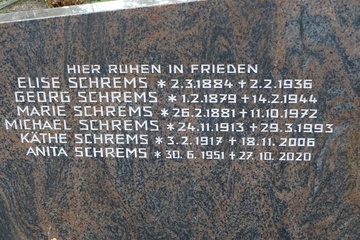 HIER RUHEN IN FRIEDEN
ELISE SCHREMS * 2.3.1884 + 2.2.1936
GEORG SCHREMS * 1.2.1879 + 14.2.1944
MARIE SCHREMS * 26.2.1881 + 11.10.1972
MICHAEL SCHREMS * 24.11.1913 + 29.3.1993
KÄTHE SCHREMS * 3.2.1917 + 18.11.2006
ANITA SCHREMS * 30.6.1951 + 27.10.2020